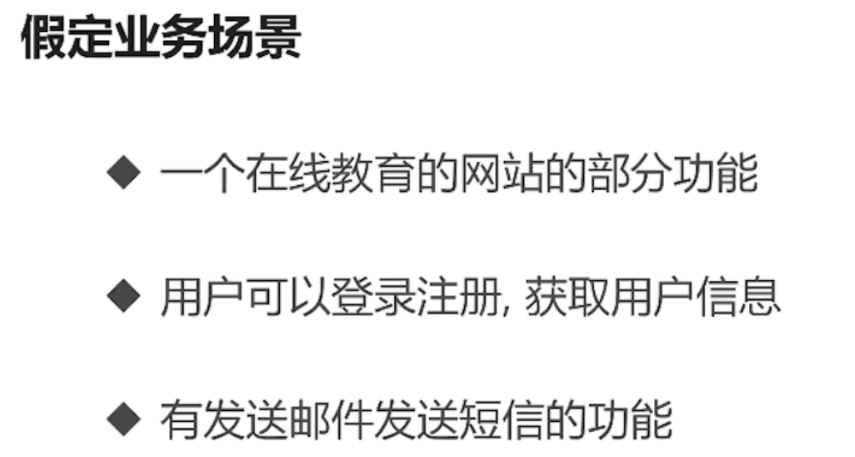 假定业务场景
◆ 一个在线教育的网站的部分功能
◆ 用户可以登录注册, 获取用户信息
◆ 有发送邮件发送短信的功能